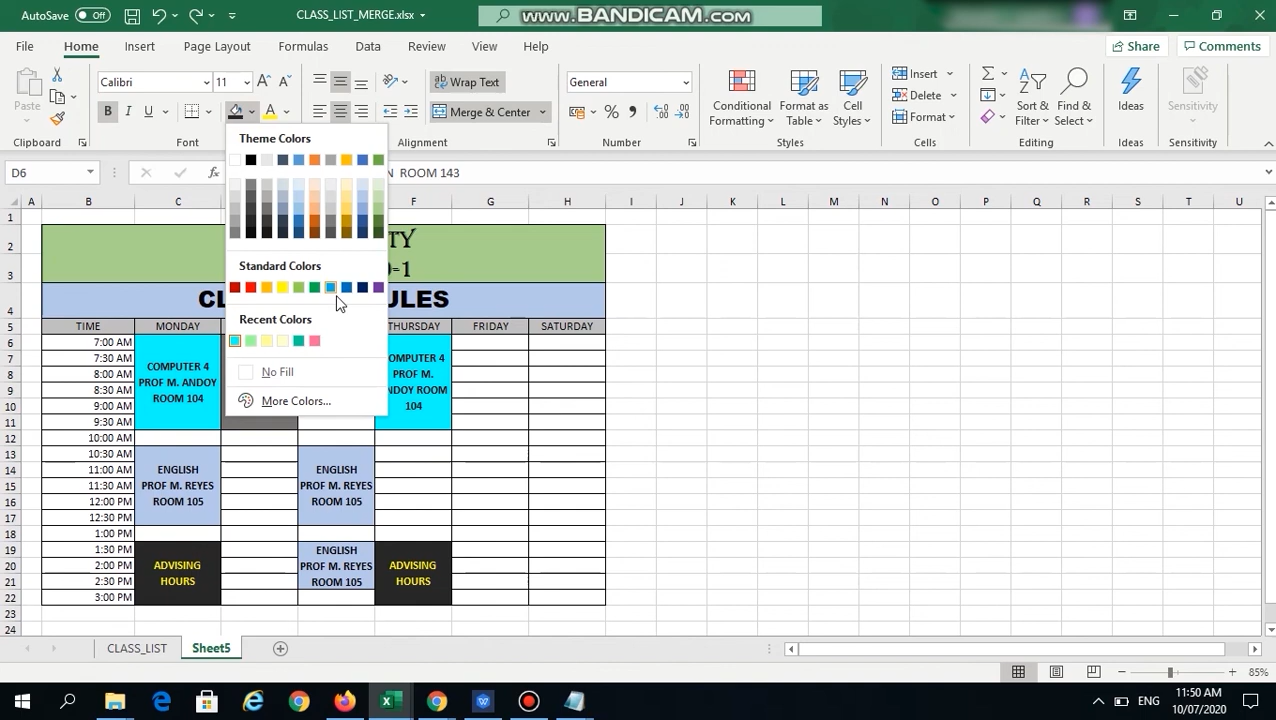 AutoSave Off CLASS_LIST_MERGE.xlsx www.BANDICAM.com
File Home Insert Page Layout Formulas Data Review View Help Share Comments
Paste Calibri 11 Wrap Text General Conditional Formatting Format as Table Cell Styles Insert Sort & Filter Find & Select Ideas Sensitivity
B I U Merge & Center Delete
Format
Clipboard Font Alignment Number Styles Cells Editing Ideas Sensitivity
D6 fx ROOM 143
Theme Colors
Standard Colors
Recent Colors
No Fill
More Colors...
B C F G H I J K L M N O P Q R S T U
1
2 TY
3 =1
4 CL ULES
5 TIME MONDAY THURSDAY FRIDAY SATURDAY
6 7:00 AM
7 7:30 AM
8 8:00 AM
9 8:30 AM
10 9:00 AM
11 9:30 AM
COMPUTER 4
PROF M. ANDOY
ROOM 104
OMPUTER 4
PROF M.
NDOY ROOM
104
12 10:00 AM
13 10:30 AM
14 11:00 AM
15 11:30 AM
16 12:00 PM
17 12:30 PM
ENGLISH
PROF M. REYES
ROOM 105
ENGLISH
PROF M. REYES
ROOM 105
18 1:00 PM
19 1:30 PM
20 2:00 PM
21 2:30 PM
22 3:00 PM
ADVISING
HOURS
ENGLISH
PROF M. REYES
ROOM 105
ADVISING
HOURS
23
24
CLASS_LIST Sheet5
85%
ENG 11:50 AM
10/07/2020